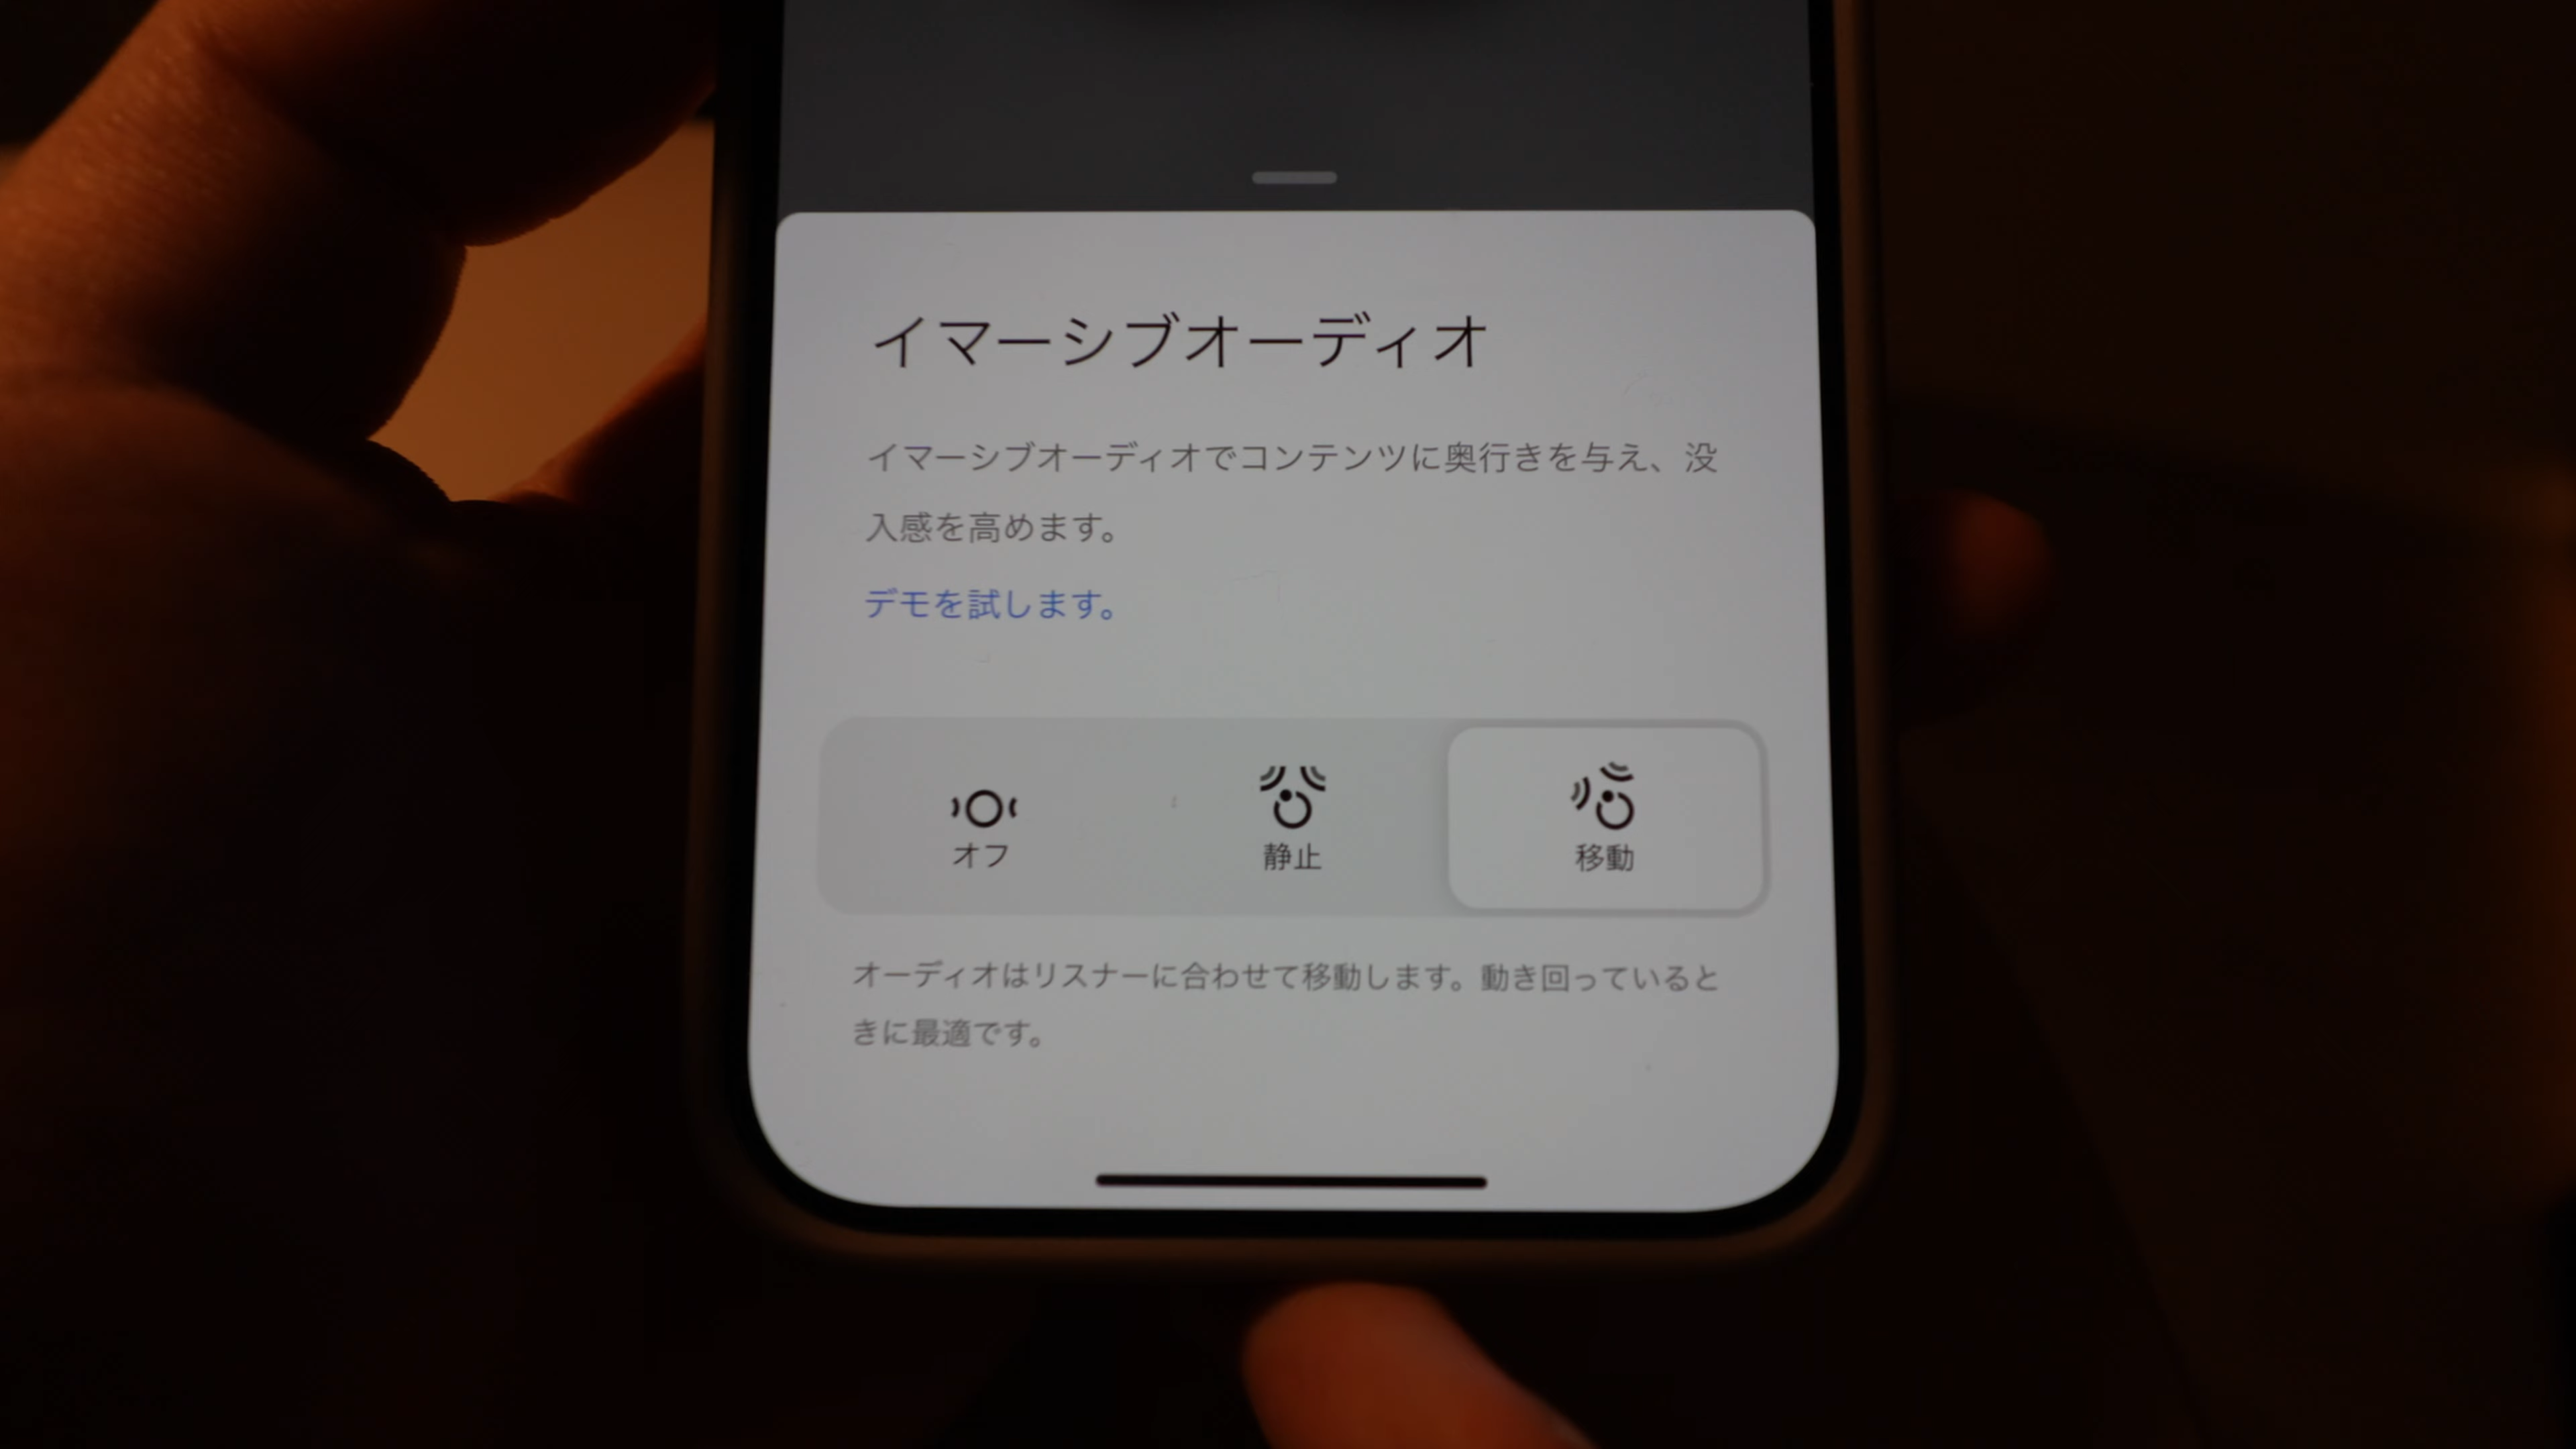 イマーシブオーディオ
イマーシブオーディオでコンテンツに奥行きを与え、没
入感を高めます。
デモを試します。
オフ
静止
移動
オーディオはリスナーに合わせて移動します。動き回っていると
きに最適です。